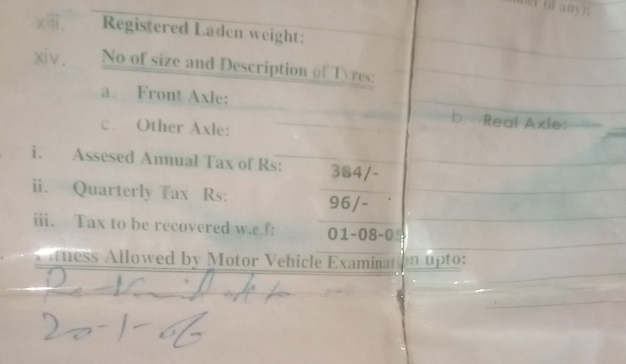 (if any):
xiii. Registered Laden weight:
xiv. No of size and Description of Tyres:
a. Front Axle:
b. Real Axle:
c. Other Axle:
i. Assesed Annual Tax of Rs: 384/-
ii. Quarterly Tax Rs: 96/-
iii. Tax to be recovered w.e.f: 01-08-0
Fitness Allowed by Motor Vehicle Examination upto:
20-1-06